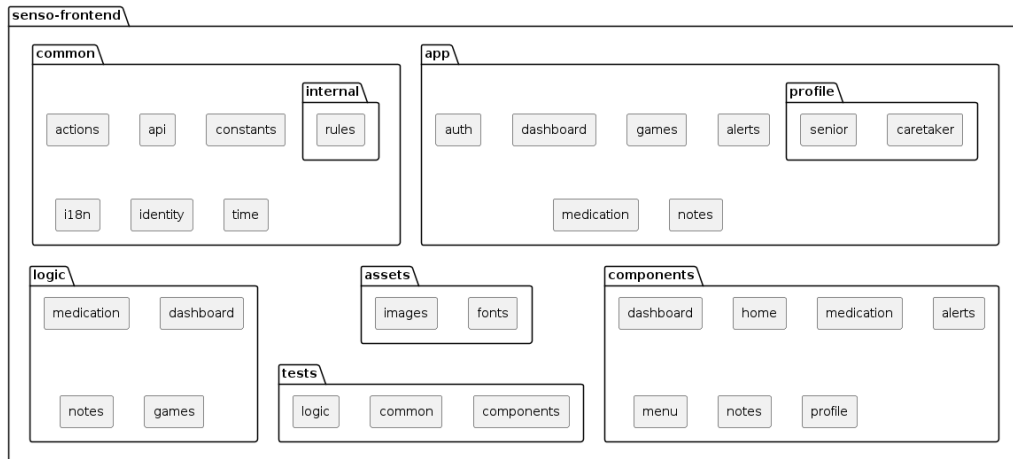 senso-frontend
common
internal
actions
api
constants
rules
i18n
identity
time
app
profile
auth
dashboard
games
alerts
senior
caretaker
medication
notes
logic
medication
dashboard
notes
games
assets
images
fonts
tests
logic
common
components
components
dashboard
home
medication
alerts
menu
notes
profile